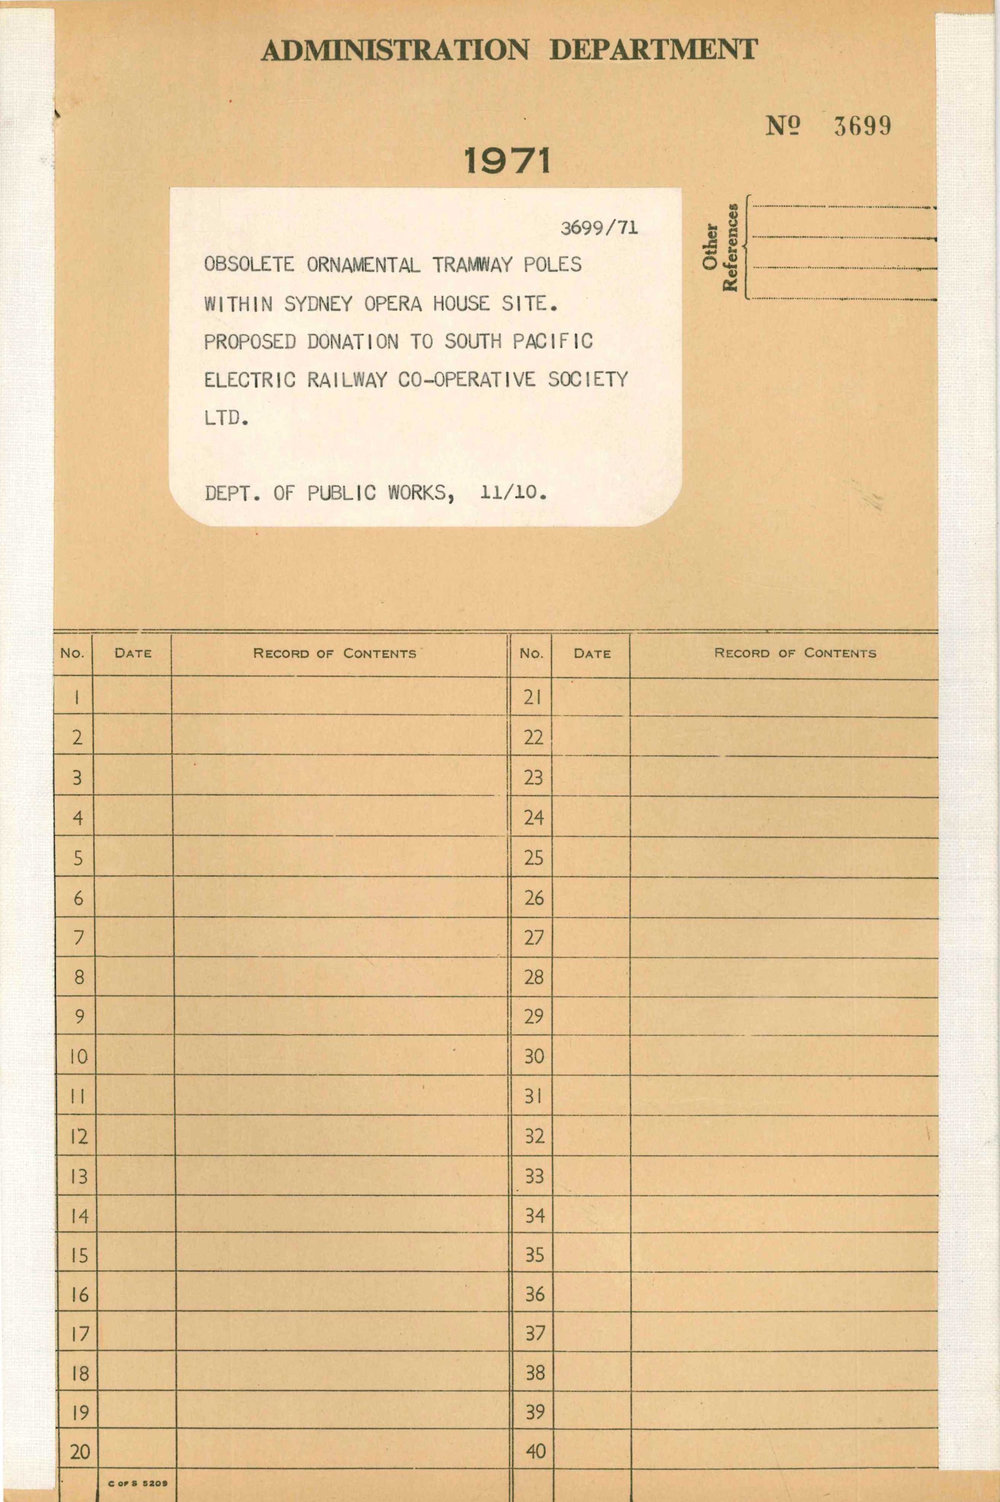 ADMINISTRATION DEPARTMENT
Nº 3699
1971
Other
References
3699/71
OBSOLETE ORNAMENTAL TRAMWAY POLES
WITHIN SYDNEY OPERA HOUSE SITE.
PROPOSED DONATION TO SOUTH PACIFIC
ELECTRIC RAILWAY CO-OPERATIVE SOCIETY
LTD.
DEPT. OF PUBLIC WORKS, 11/10.
No. DATE RECORD OF CONTENTS No. DATE RECORD OF CONTENTS
1 21
2 22
3 23
4 24
5 25
6 26
7 27
8 28
9 29
10 30
11 31
12 32
13 33
14 34
15 35
16 36
17 37
18 38
19 39
20 40
C OF S 5209